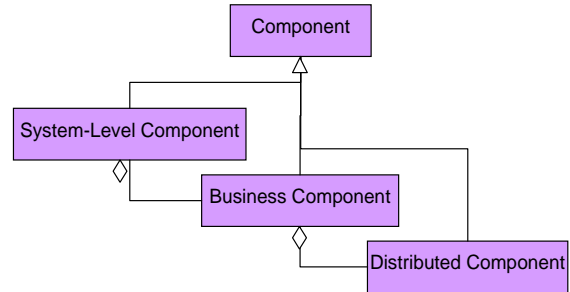 Component
System-Level Component
Business Component
Distributed Component